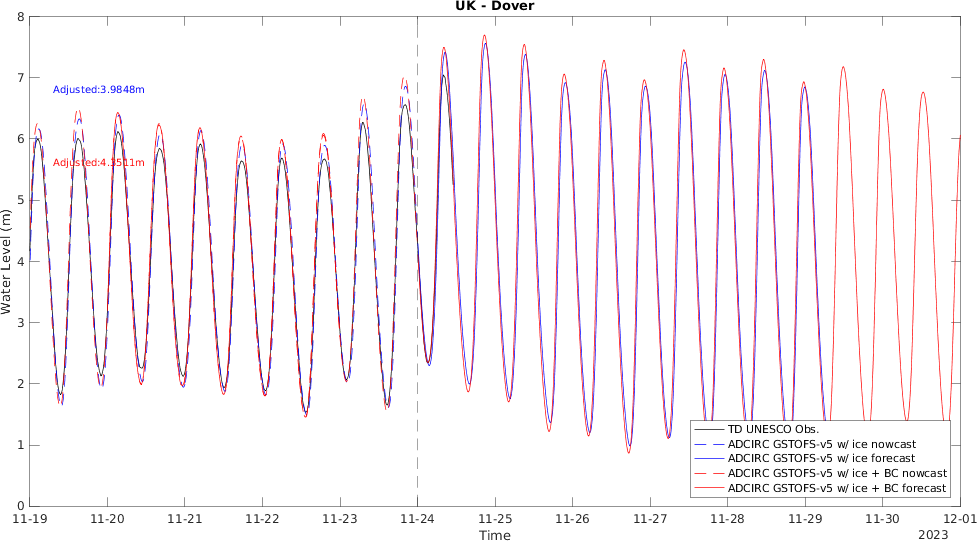 UK - Dover
8
7
6
5
4
3
2
1
0
Water Level (m)
Adjusted:3.9848m
Adjusted:4.3511m
TD UNESCO Obs.
ADCIRC GSTOFS-v5 w/ ice nowcast
ADCIRC GSTOFS-v5 w/ ice forecast
ADCIRC GSTOFS-v5 w/ ice + BC nowcast
ADCIRC GSTOFS-v5 w/ ice + BC forecast
11-19 11-20 11-21 11-22 11-23 11-24 11-25 11-26 11-27 11-28 11-29 11-30 12-01
Time
2023